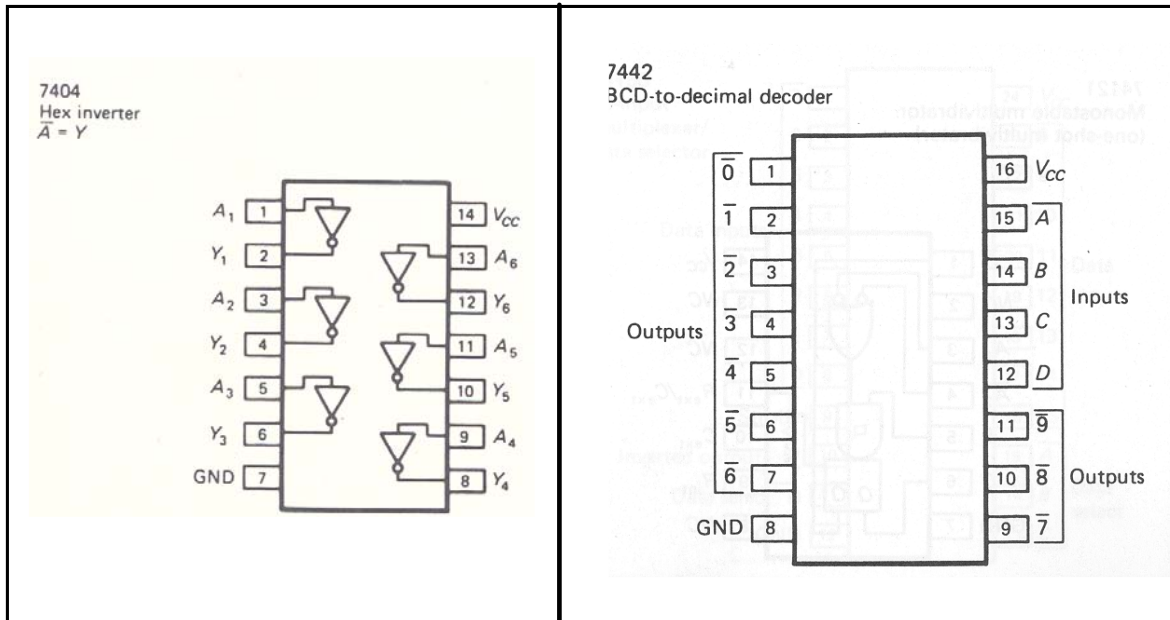 7404
Hex inverter
A̅ = Y
A₁ 1
Y₁ 2
A₂ 3
Y₂ 4
A₃ 5
Y₃ 6
GND 7
14 V_CC
13 A₆
12 Y₆
11 A₅
10 Y₅
9 A₄
8 Y₄
7442
BCD-to-decimal decoder
0̅ 1
1̅ 2
2̅ 3
3̅ 4
4̅ 5
5̅ 6
6̅ 7
GND 8
Outputs
16 V_CC
15 A
14 B
13 C
12 D
Inputs
11 9̅
10 8̅
9 7̅
Outputs